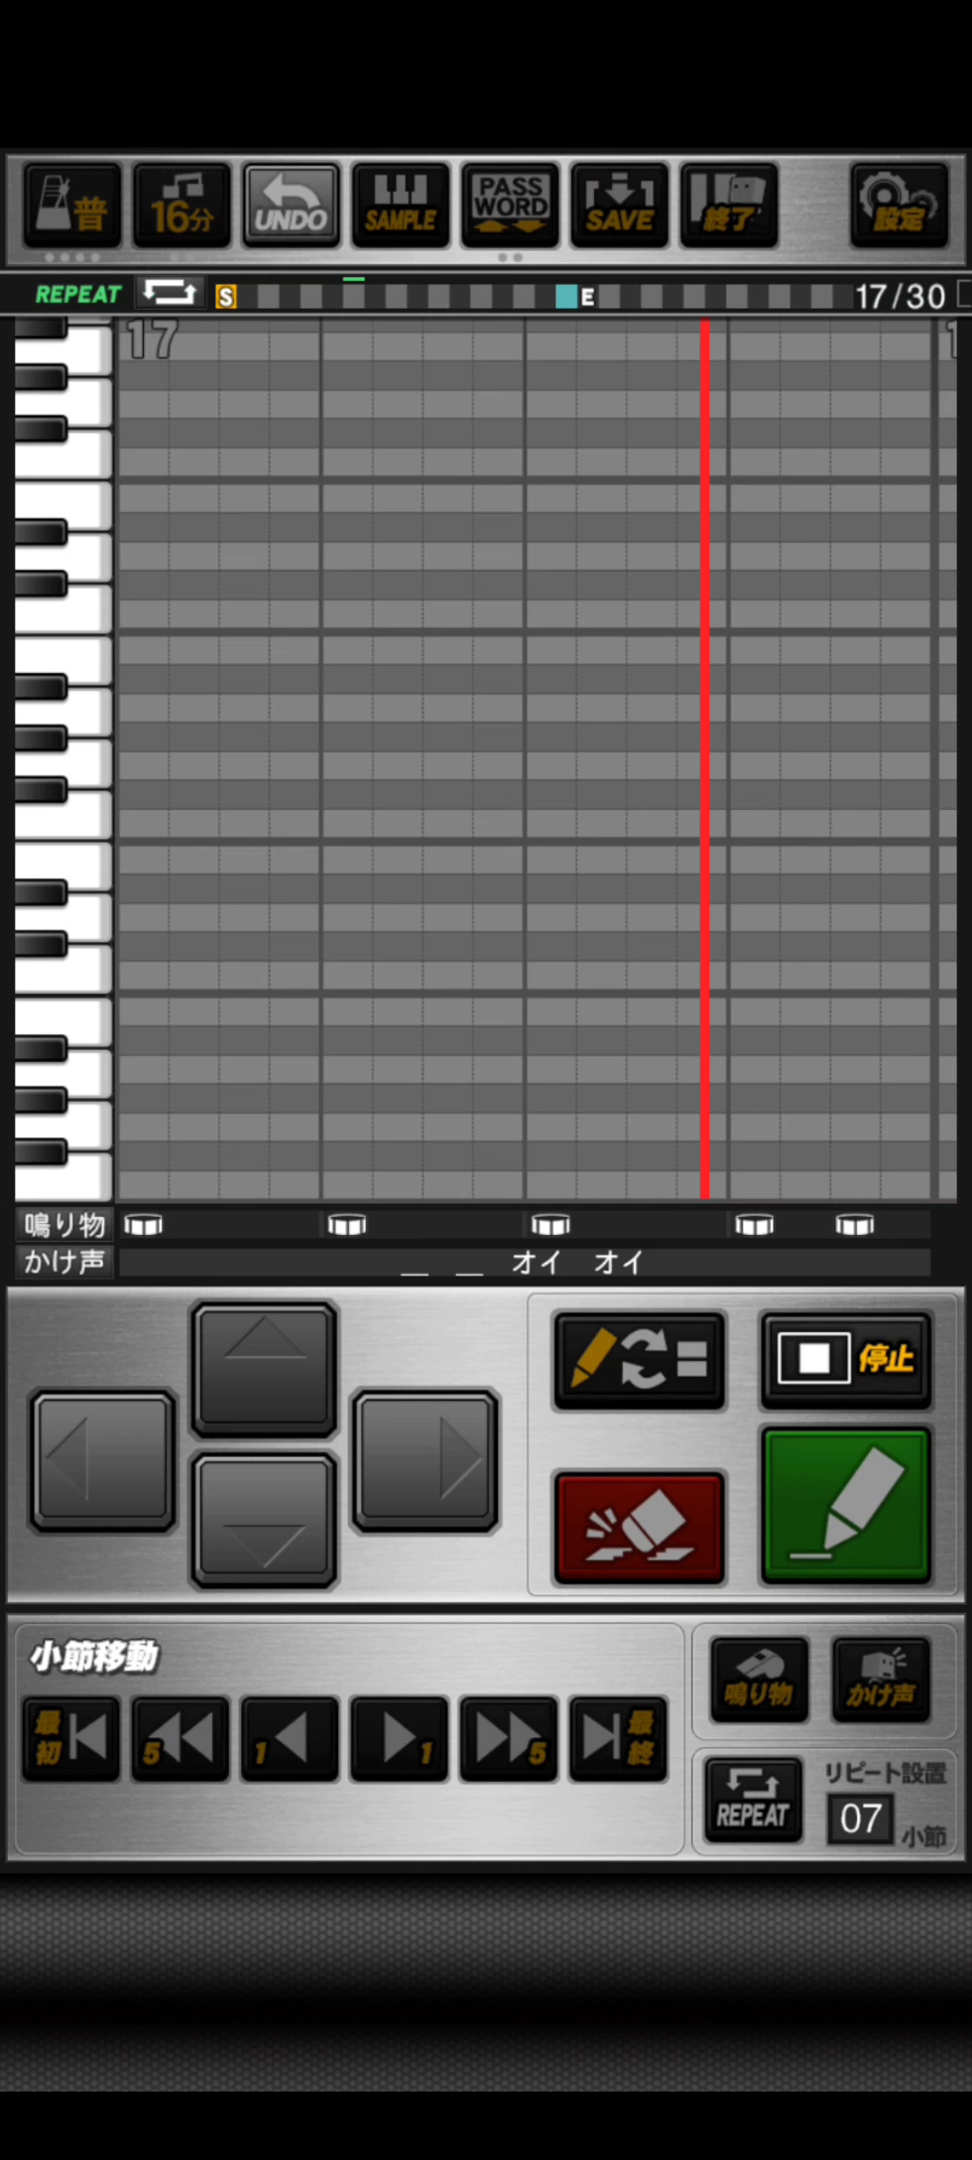 普 16分 UNDO SAMPLE PASS WORD SAVE 終了 設定
REPEAT S E 17/30
17
鳴り物
かけ声 オイ オイ
停止
小節移動
最初 5 1 1 5 最終
鳴り物 かけ声
REPEAT リピート設置 07 小節